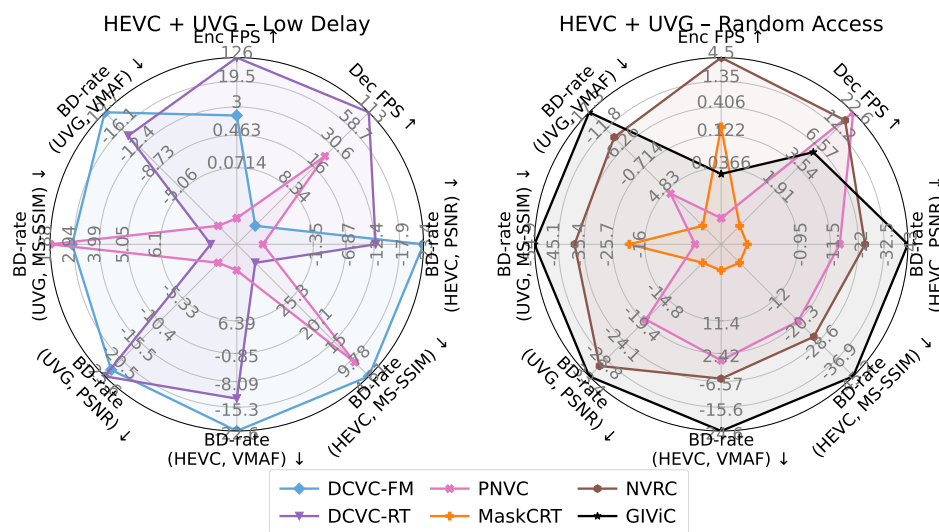 HEVC + UVG – Low Delay
HEVC + UVG – Random Access
Enc FPS ↑
126
19.5
3
0.463
0.0714
Dec FPS ↑
113
58.1
30.6
16
8.34
BD-rate
(HEVC, PSNR) ↓
-17.9
-12.4
-6.87
-1.35
BD-rate
(HEVC, MS-SSIM) ↓
9.78
20.1
25.3
BD-rate
(HEVC, VMAF) ↓
-15.3
-8.09
-0.85
6.39
BD-rate
(UVG, PSNR) ↓
-20.5
-15.5
-10.4
-5.33
BD-rate
(UVG, MS-SSIM) ↓
2.94
3.99
5.05
6.1
BD-rate
(UVG, VMAF) ↓
-16.1
-12.4
-8.73
-5.06
Enc FPS ↑
4.5
1.35
0.406
0.122
0.0366
Dec FPS ↑
22.6
6.57
3.54
1.91
BD-rate
(HEVC, PSNR) ↓
-32.5
-22
-11.5
-0.95
BD-rate
(HEVC, MS-SSIM) ↓
-36.9
-28.6
-20.3
-12
BD-rate
(HEVC, VMAF) ↓
-15.6
-6.57
2.42
11.4
BD-rate
(UVG, PSNR) ↓
-28.8
-24.1
-19.4
-14.8
BD-rate
(UVG, MS-SSIM) ↓
-45.1
-35.4
-25.7
-16
BD-rate
(UVG, VMAF) ↓
-11.8
-6.26
-0.714
4.83
DCVC-FM
PNVC
NVRC
DCVC-RT
MaskCRT
GIViC